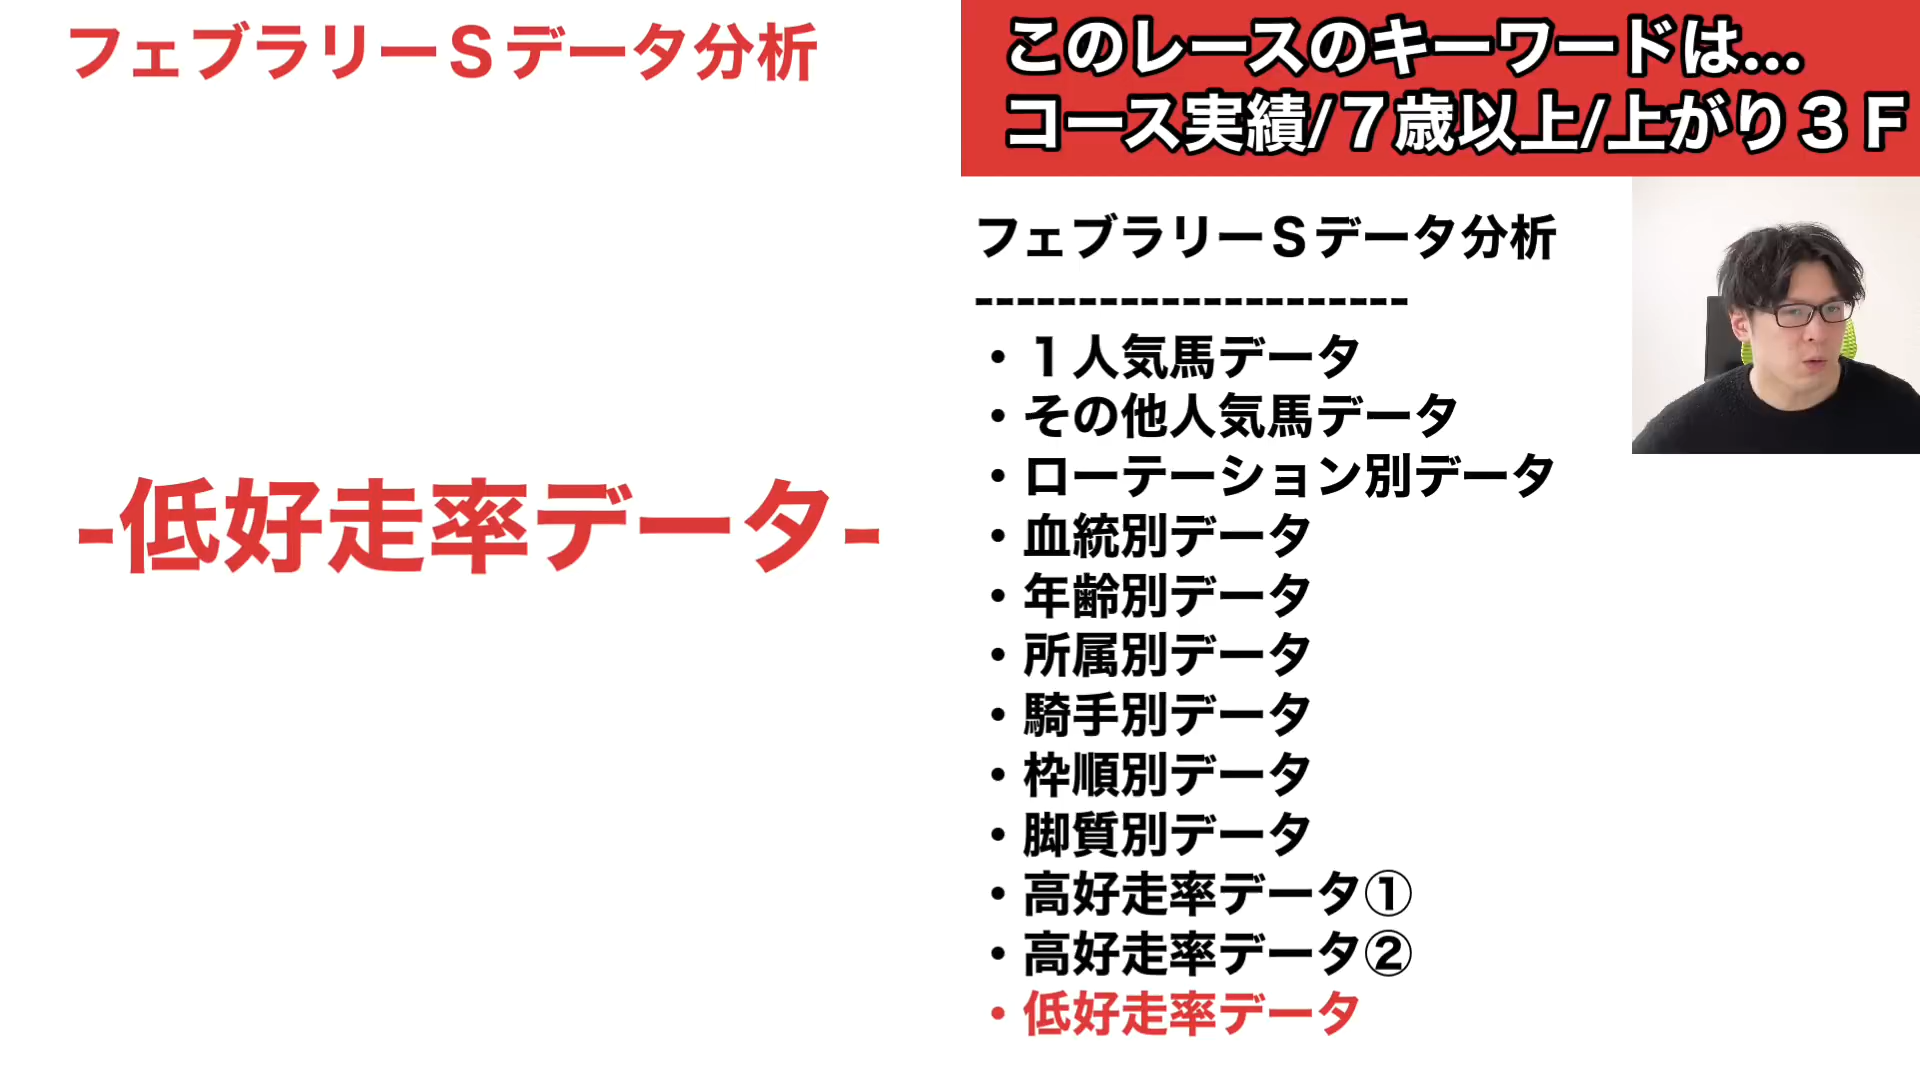 フェブラリーＳデータ分析
-低好走率データ-
このレースのキーワードは...
コース実績/７歳以上/上がり３Ｆ
フェブラリーＳデータ分析
---------------------
・１人気馬データ
・その他人気馬データ
・ローテーション別データ
・血統別データ
・年齢別データ
・所属別データ
・騎手別データ
・枠順別データ
・脚質別データ
・高好走率データ①
・高好走率データ②
・低好走率データ